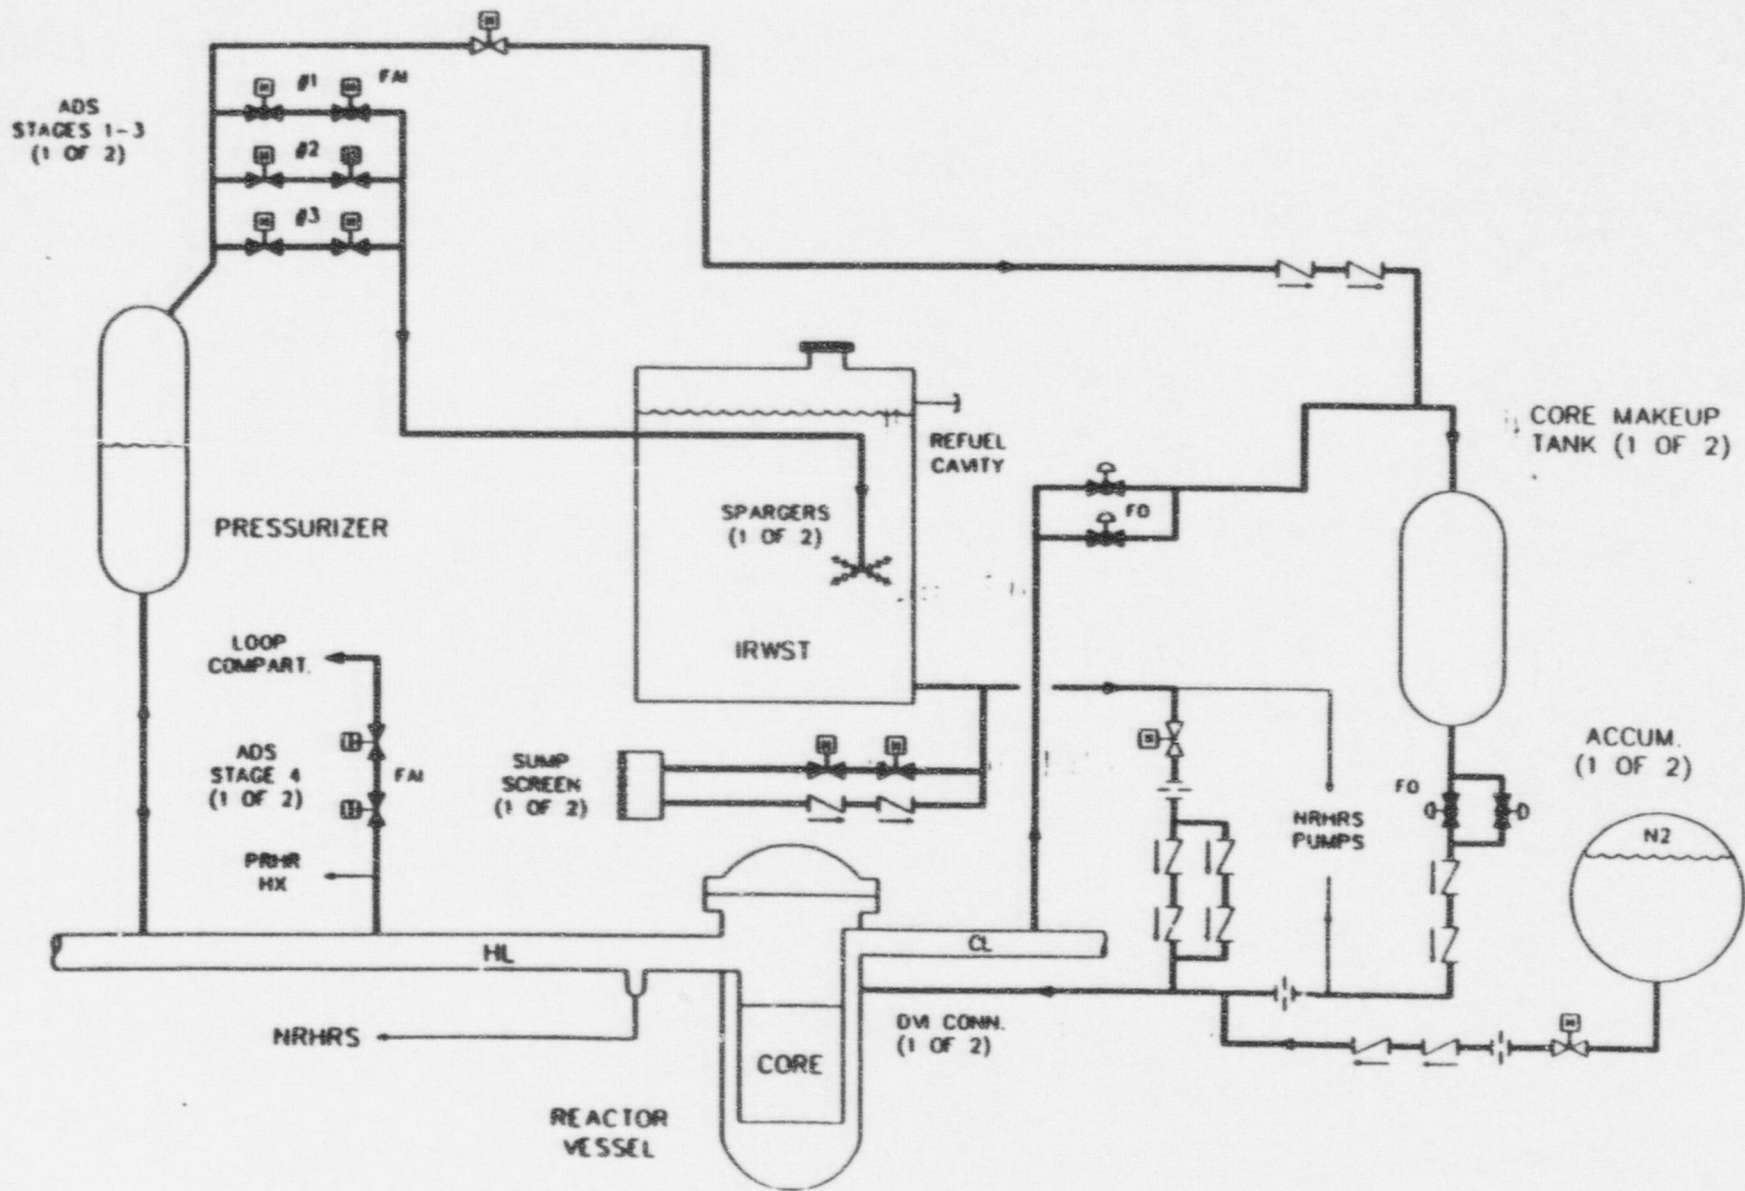 #1
FAI
ADS
STAGES 1-3
(1 OF 2)
#2
#3
CORE MAKEUP
TANK (1 OF 2)
REFUEL
CAVITY
SPARGERS
(1 OF 2)
FO
PRESSURIZER
LOOP
COMPART.
IRWST
ADS
STAGE 4
(1 OF 2)
FAI
SUMP
SCREEN
(1 OF 2)
ACCUM.
(1 OF 2)
FO
NRHRS
PUMPS
N2
PRHR
HX
HL
CL
NRHRS
DVI CONN.
(1 OF 2)
CORE
REACTOR
VESSEL